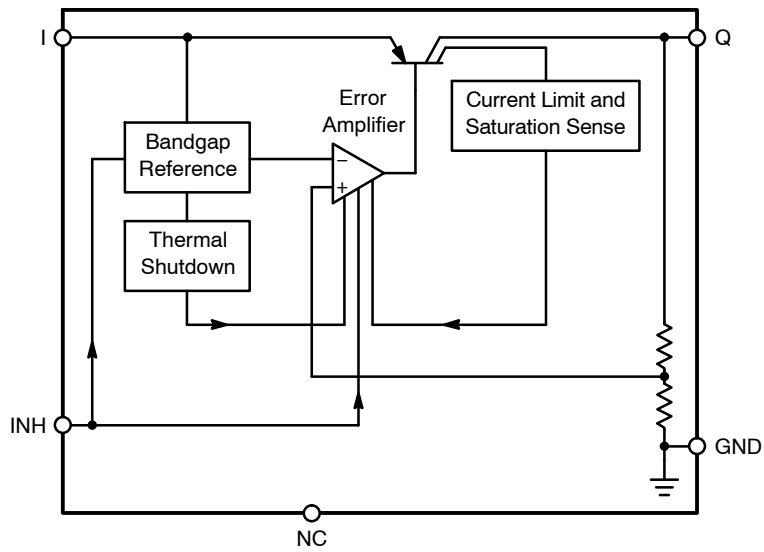 I
Q
Error
Amplifier
Current Limit and
Saturation Sense
Bandgap
Reference
−
+
Thermal
Shutdown
INH
GND
NC